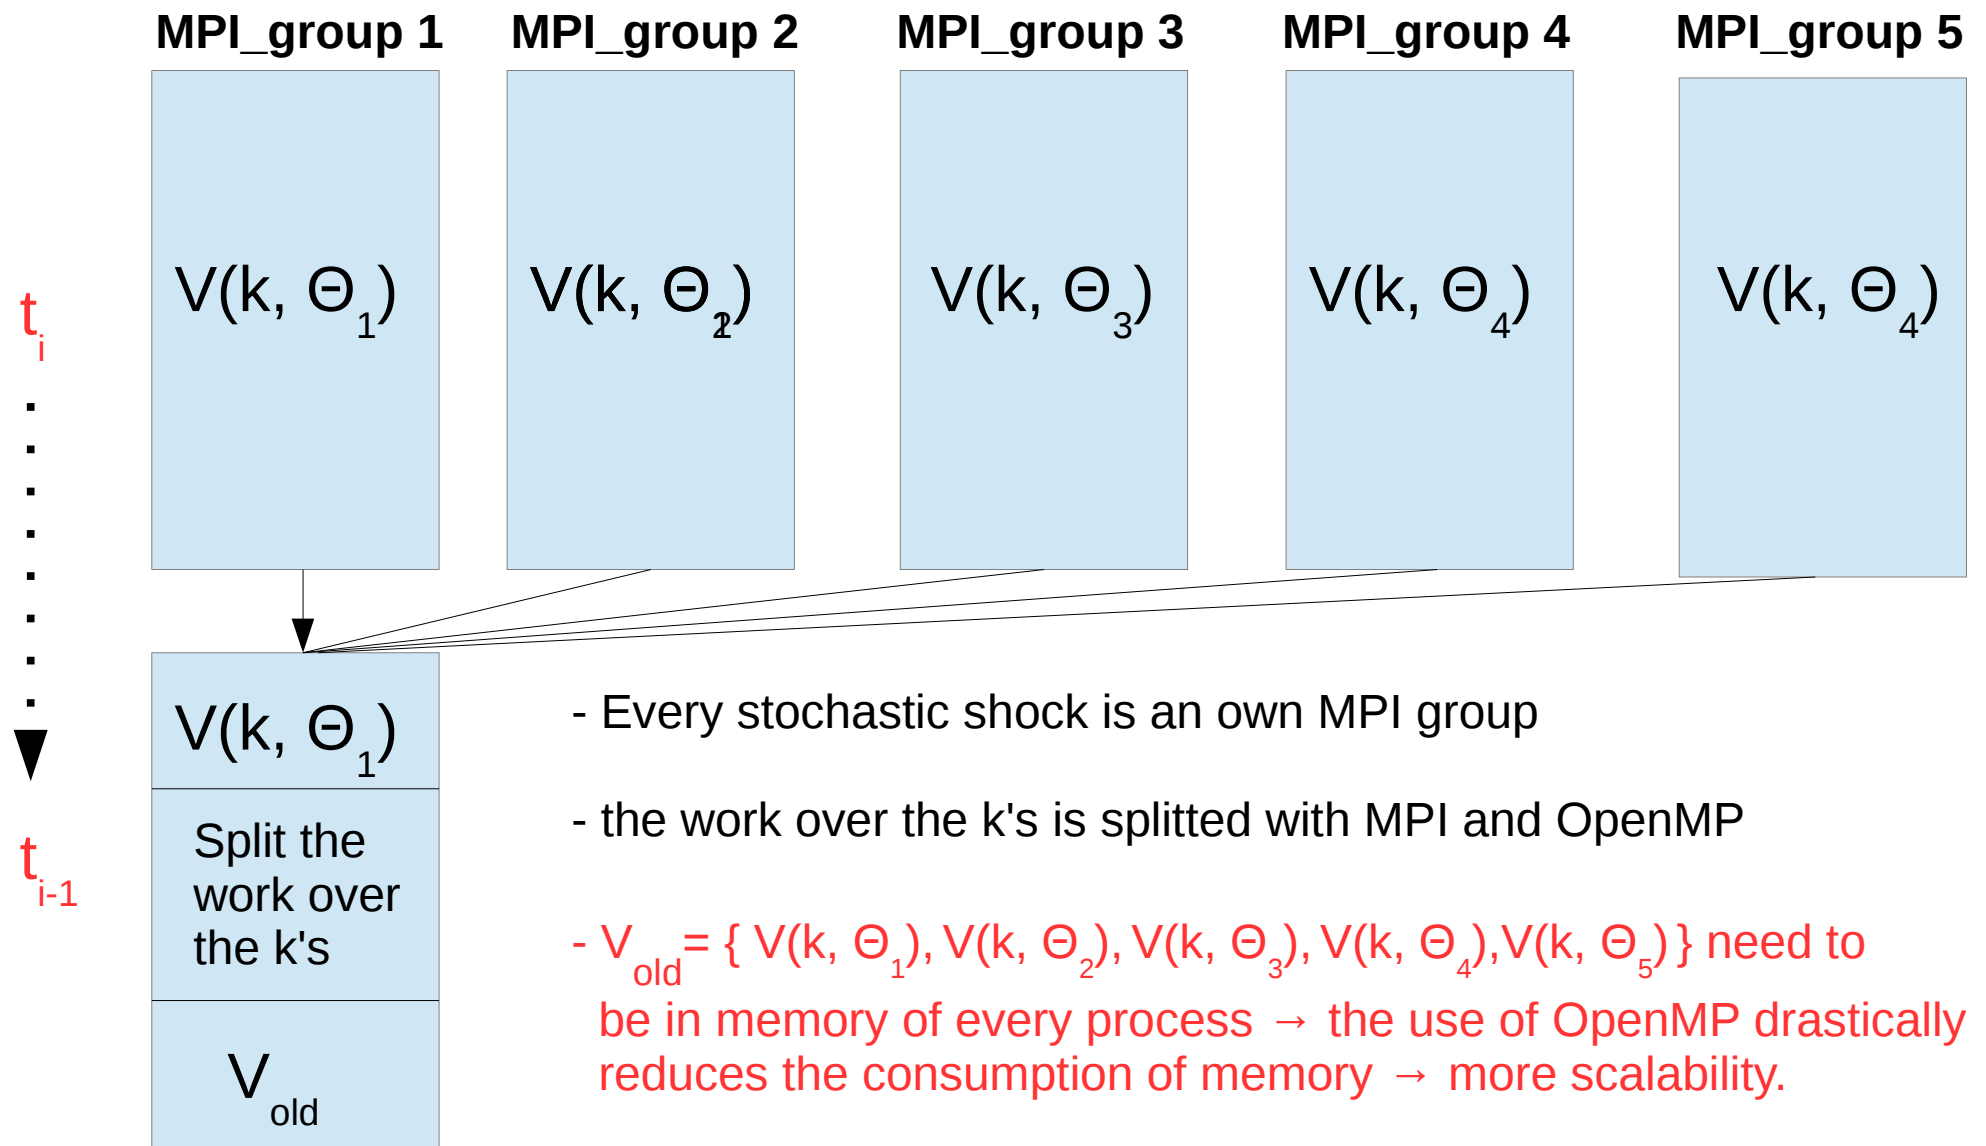 MPI_group 1 MPI_group 2 MPI_group 3 MPI_group 4 MPI_group 5
V(k, Θ1) V(k, Θ2) V(k, Θ3) V(k, Θ4) V(k, Θ4)
ti
V(k, Θ1)
- Every stochastic shock is an own MPI group
- the work over the k's is splitted with MPI and OpenMP
ti-1
Split the
work over
the k's
- Vold= { V(k, Θ1), V(k, Θ2), V(k, Θ3), V(k, Θ4),V(k, Θ5) } need to
be in memory of every process → the use of OpenMP drastically
reduces the consumption of memory → more scalability.
Vold